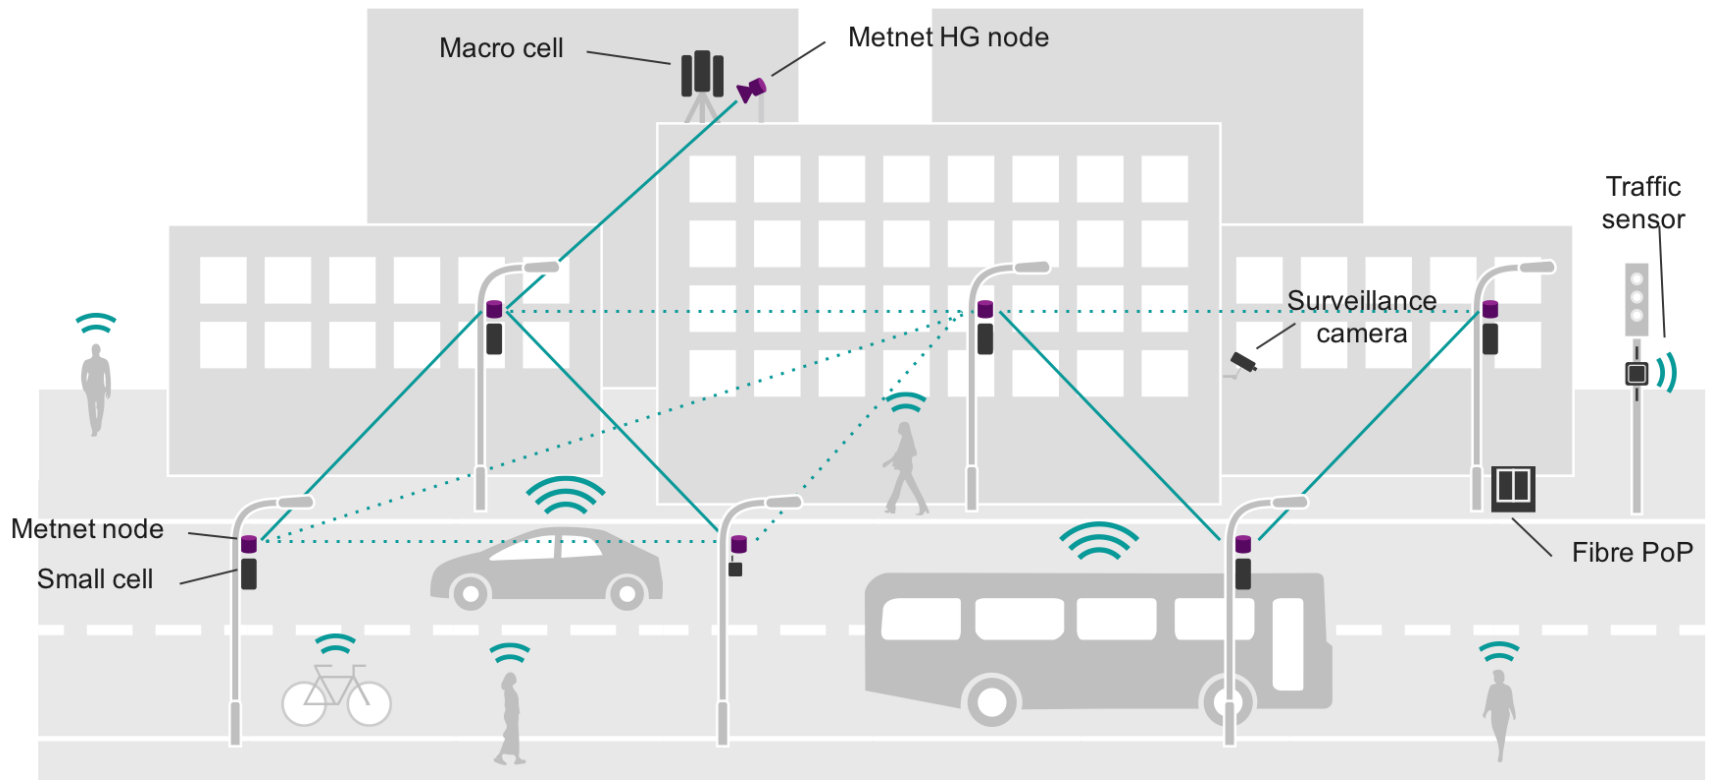 Macro cell
Metnet HG node
Traffic
sensor
Surveillance
camera
Metnet node
Small cell
Fibre PoP